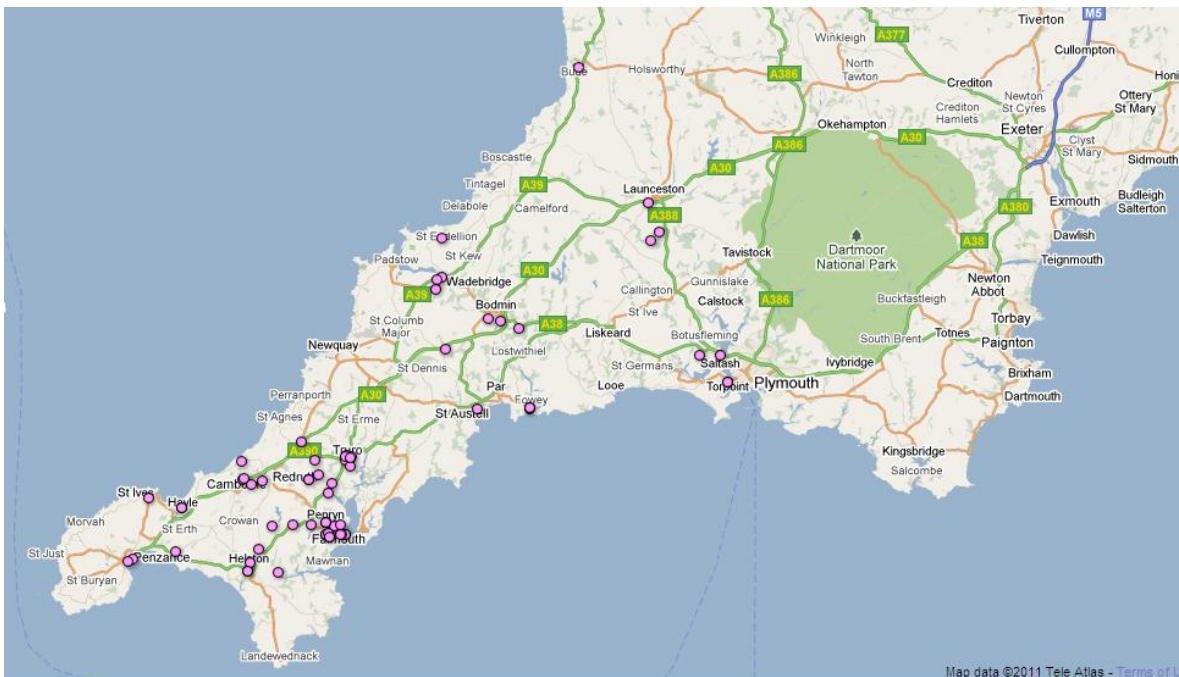 Tiverton
M5
A377
Winkleigh
Cullompton
Bude
Holsworthy
North
Tawton
A386
Crediton
Honi
Newton
St Cyres
Ottery
St Mary
Crediton
Hamlets
Okehampton
Exeter
A30
A386
Clyst
St Mary
Boscastle
A30
Sidmouth
Tintagel
A39
Launceston
Budleigh
Salterton
Delabole
Camelford
A388
A380
Exmouth
St Endellion
Dawlish
A38
St Kew
Dartmoor
National Park
Tavistock
Teignmouth
Padstow
A30
Wadebridge
Gunnislake
Newton
Abbot
A39
Callington
Calstock
A386
Buckfastleigh
Bodmin
St Ive
Torbay
St Columb
Major
A38
Liskeard
Botusfleming
South Brent
Totnes
Paignton
Newquay
Lostwithiel
St Germans
Saltash
Ivybridge
St Dennis
Brixham
Par
Looe
Torpoint
Plymouth
Dartmouth
A30
Perranporth
Fowey
St Agnes
St Erme
St Austell
A390
Truro
Kingsbridge
Salcombe
Redruth
Camborne
St Ives
Hayle
Penryn
Morvah
Crowan
St Erth
Falmouth
St Just
Penzance
Helston
Mawnan
St Buryan
Landewednack
Map data ©2011 Tele Atlas - Terms of U